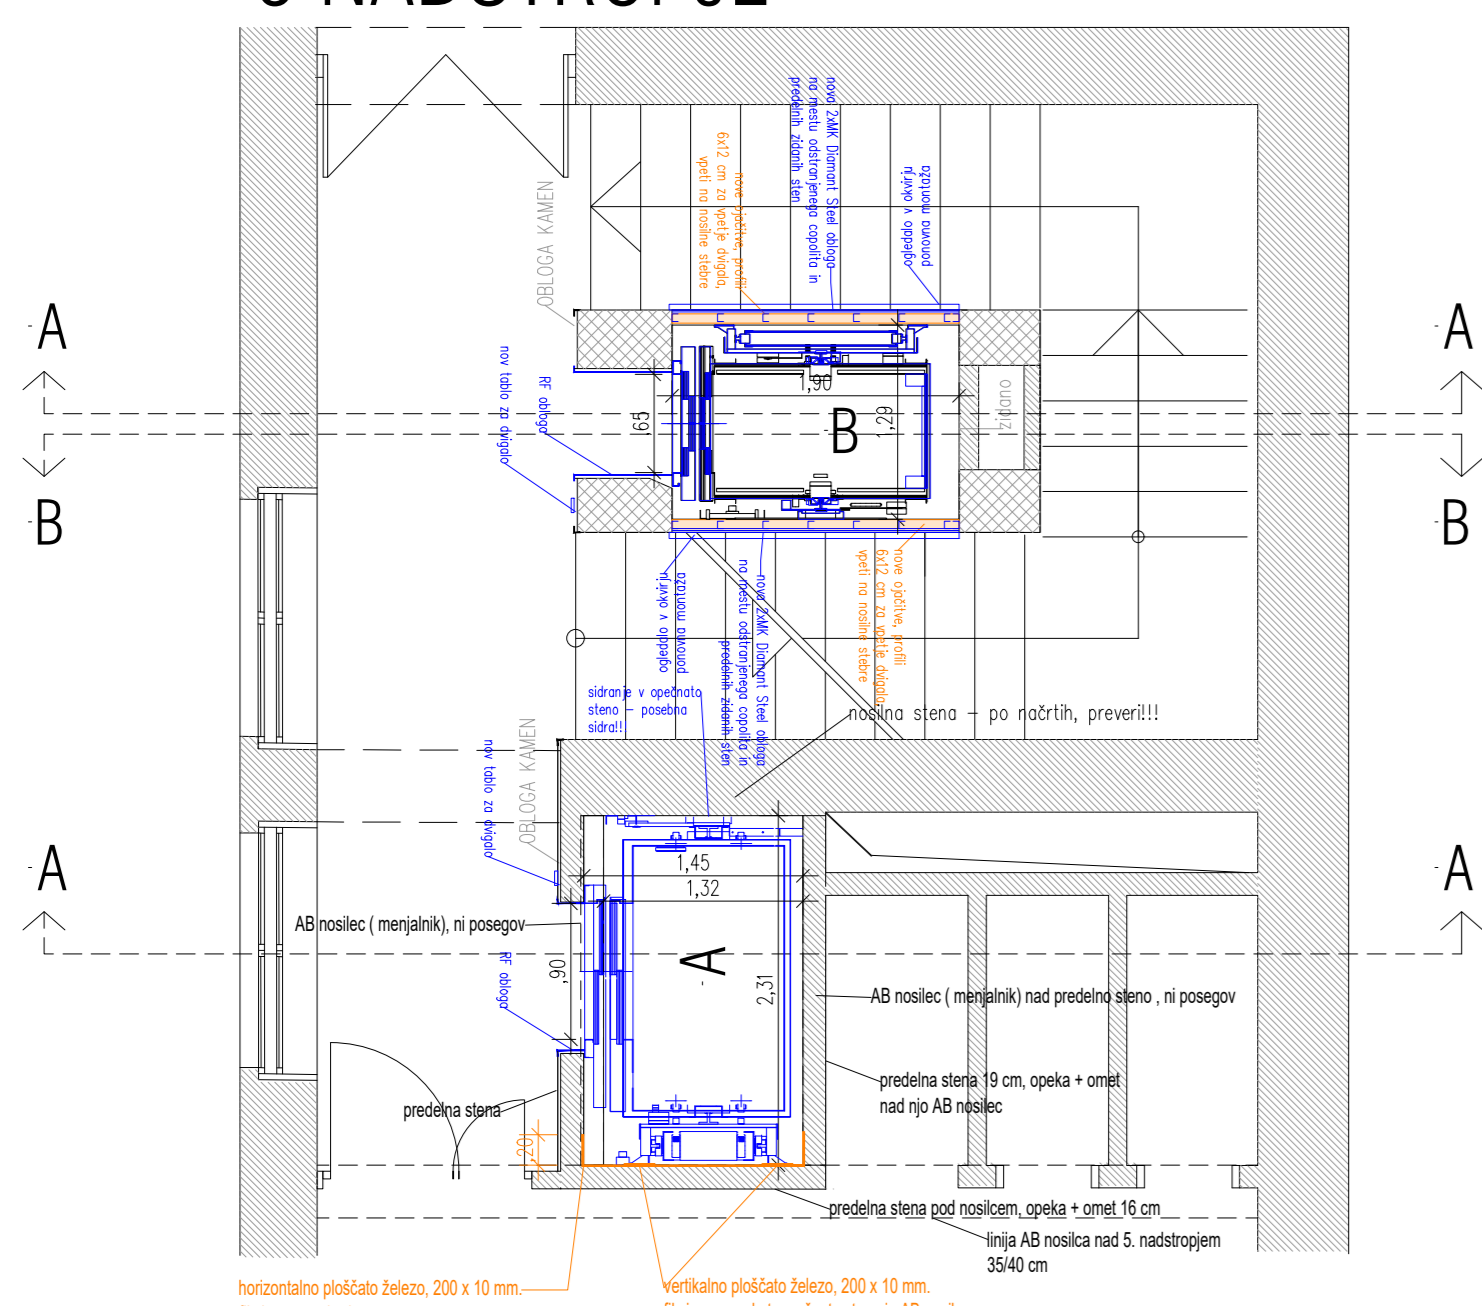 OBLOGA KAMEN
nove ojačitve, profili
6x12 cm za vpetje dvigala,
vpeti na nosilne stebre
nova 2xMK Diamant Steel obloga
na mestu odstranjenega copolita in
predelnih zidanih sten
ponovna montaža
ogledalo v okvirju
A
A
nov tablo za dvigalo
RF obloga
,65
1,90
B
1,29
zidano
B
B
ponovna montaža
ogledalo v okvirju
nova 2xMK Diamant Steel obloga
na mestu odstranjenega copolita in
predelnih zidanih sten
nove ojačitve, profili
6x12 cm za vpetje dvigala,
vpeti na nosilne stebre
sidranje v opečnato
steno – posebna
sidra!!
nosilna stena – po načrtih, preveri!!!
nov tablo za dvigalo
OBLOGA KAMEN
A
1,45
A
1,32
AB nosilec ( menjalnik), ni posegov
RF obloga
,90
A
2,31
AB nosilec ( menjalnik) nad predelno steno , ni posegov
predelna stena 19 cm, opeka + omet
nad njo AB nosilec
predelna stena
,20
predelna stena pod nosilcem, opeka + omet 16 cm
linija AB nosilca nad 5. nadstropjem
35/40 cm
horizontalno ploščato železo, 200 x 10 mm.
vertikalno ploščato železo, 200 x 10 mm.